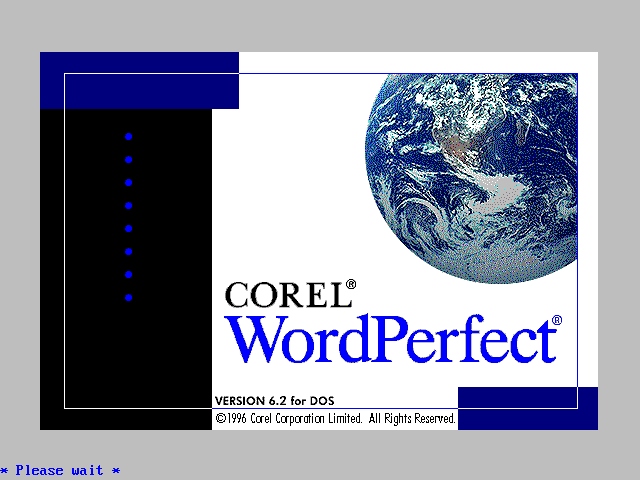 COREL®
WordPerfect®
VERSION 6.2 for DOS
©1996 Corel Corporation Limited. All Rights Reserved.
* Please wait *